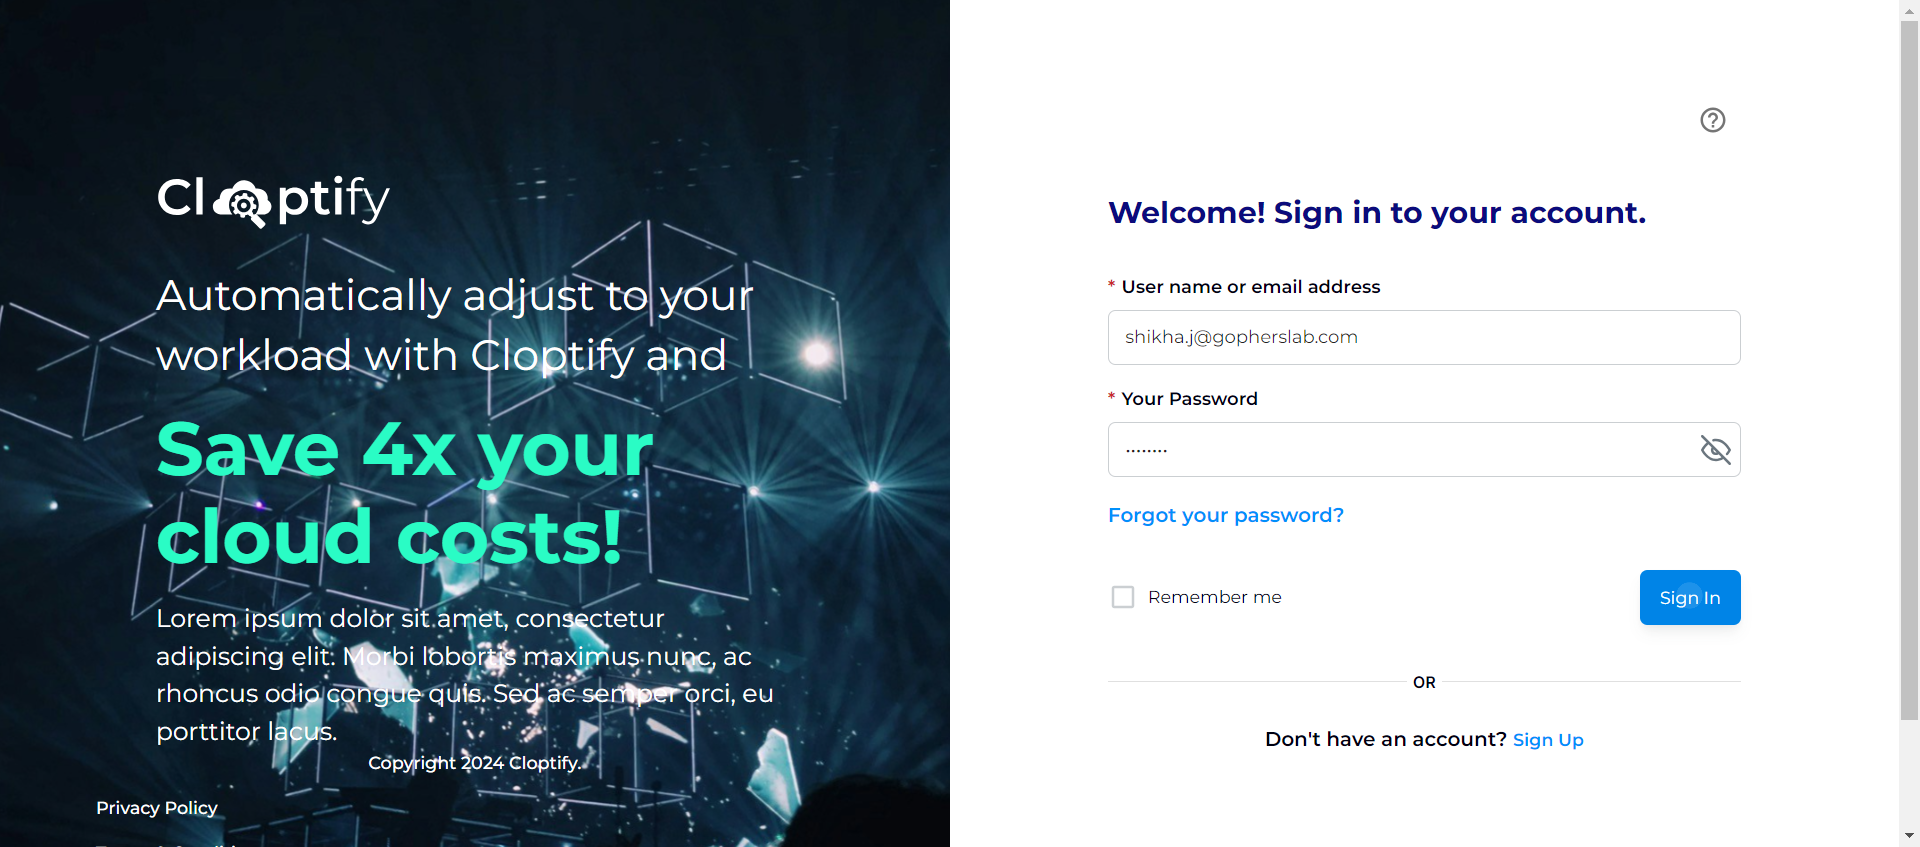 Cloptify
Automatically adjust to your
workload with Cloptify and
Save 4x your
cloud costs!
Lorem ipsum dolor sit amet, consectetur
adipiscing elit. Morbi lobortis maximus nunc, ac
rhoncus odio congue quis. Sed ac semper orci, eu
porttitor lacus.
Copyright 2024 Cloptify.
Privacy Policy
Welcome! Sign in to your account.
* User name or email address
shikha.j@gopherslab.com
* Your Password
........
Forgot your password?
Remember me
Sign In
OR
Don't have an account? Sign Up